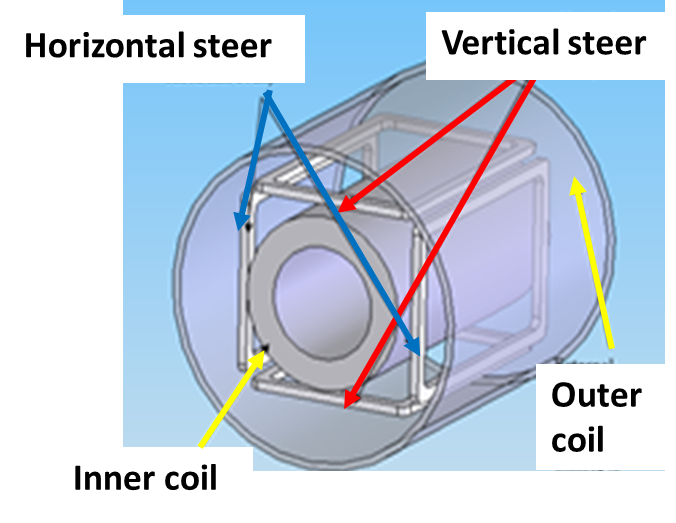 Horizontal steer
Vertical steer
Outer
coil
Inner coil